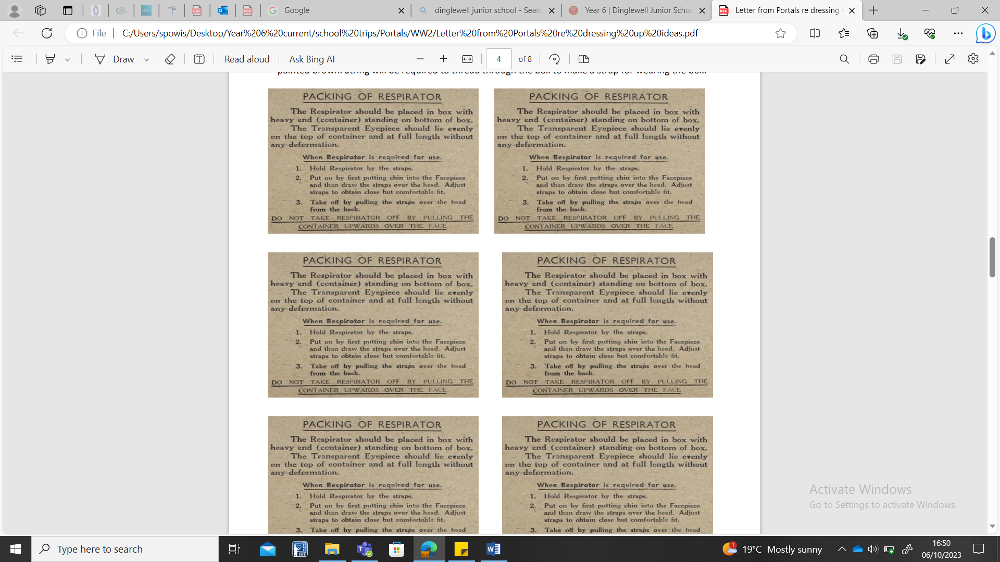 Google
dinglewell junior school - Searc
Year 6 | Dinglewell Junior Schoo
Letter from Portals re dressing
File
C:/Users/spowis/Desktop/Year%206%20current/school%20trips/Portals/WW2/Letter%20from%20Portals%20re%20dressing%20up%20ideas.pdf
Draw
Read aloud
Ask Bing AI
4 of 8
painted brown. String will be required to thread through the box to make a strap for wearing the box.
PACKING OF RESPIRATOR
The Respirator should be placed in box with
heavy end (container) standing on bottom of box.
The Transparent Eyepiece should lie evenly
on the top of container and at full length without
any deformation.
When Respirator is required for use.
1. Hold Respirator by the straps.
2. Put on by first putting chin into the Facepiece
and then draw the straps over the head. Adjust
straps to obtain close but comfortable fit.
3. Take off by pulling the straps over the head
from the back.
DO NOT TAKE RESPIRATOR OFF BY PULLING THE
CONTAINER UPWARDS OVER THE FACE
PACKING OF RESPIRATOR
The Respirator should be placed in box with
heavy end (container) standing on bottom of box.
The Transparent Eyepiece should lie evenly
on the top of container and at full length without
any deformation.
When Respirator is required for use.
1. Hold Respirator by the straps.
2. Put on by first putting chin into the Facepiece
and then draw the straps over the head. Adjust
straps to obtain close but comfortable fit.
3. Take off by pulling the straps over the head
from the back.
DO NOT TAKE RESPIRATOR OFF BY PULLING THE
CONTAINER UPWARDS OVER THE FACE
PACKING OF RESPIRATOR
The Respirator should be placed in box with
heavy end (container) standing on bottom of box.
The Transparent Eyepiece should lie evenly
on the top of container and at full length without
any deformation.
When Respirator is required for use.
1. Hold Respirator by the straps.
2. Put on by first putting chin into the Facepiece
and then draw the straps over the head. Adjust
straps to obtain close but comfortable fit.
3. Take off by pulling the straps over the head
from the back.
DO NOT TAKE RESPIRATOR OFF BY PULLING THE
CONTAINER UPWARDS OVER THE FACE
PACKING OF RESPIRATOR
The Respirator should be placed in box with
heavy end (container) standing on bottom of box.
The Transparent Eyepiece should lie evenly
on the top of container and at full length without
any deformation.
When Respirator is required for use.
1. Hold Respirator by the straps.
2. Put on by first putting chin into the Facepiece
and then draw the straps over the head. Adjust
straps to obtain close but comfortable fit.
3. Take off by pulling the straps over the head
from the back.
DO NOT TAKE RESPIRATOR OFF BY PULLING THE
CONTAINER UPWARDS OVER THE FACE
PACKING OF RESPIRATOR
The Respirator should be placed in box with
heavy end (container) standing on bottom of box.
The Transparent Eyepiece should lie evenly
on the top of container and at full length without
any deformation.
When Respirator is required for use.
1. Hold Respirator by the straps.
2. Put on by first putting chin into the Facepiece
and then draw the straps over the head. Adjust
straps to obtain close but comfortable fit.
3. Take off by pulling the straps over the head
PACKING OF RESPIRATOR
The Respirator should be placed in box with
heavy end (container) standing on bottom of box.
The Transparent Eyepiece should lie evenly
on the top of container and at full length without
any deformation.
When Respirator is required for use.
1. Hold Respirator by the straps.
2. Put on by first putting chin into the Facepiece
and then draw the straps over the head. Adjust
straps to obtain close but comfortable fit.
3. Take off by pulling the straps over the head
Activate Windows
Go to Settings to activate Windows.
Type here to search
19°C Mostly sunny
16:50
06/10/2023